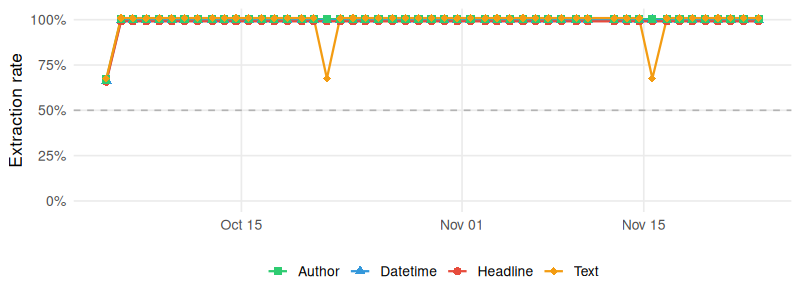 Extraction rate
100%
75%
50%
25%
0%
Oct 15 Nov 01 Nov 15
Author Datetime Headline Text